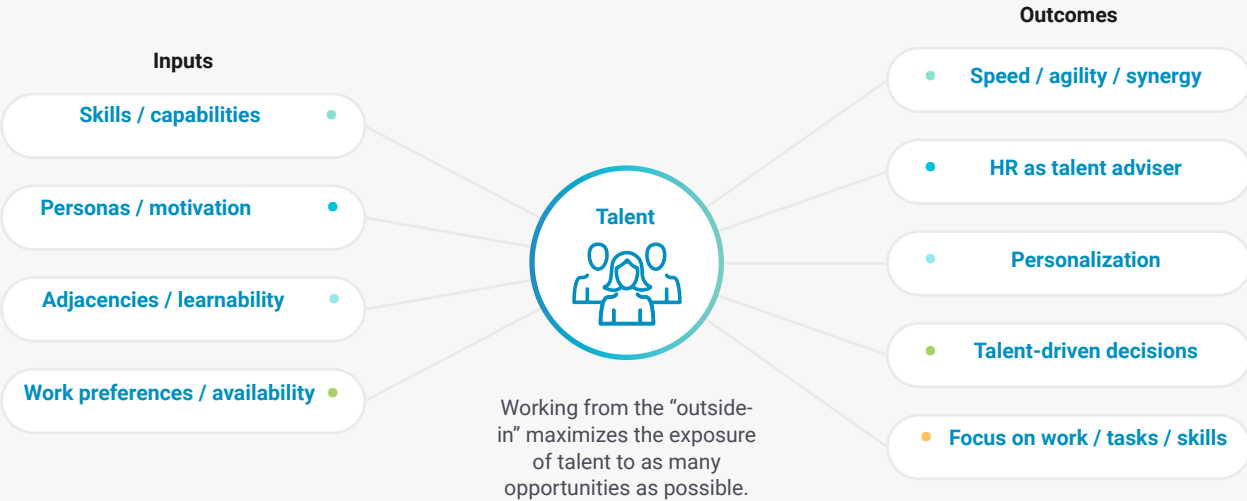 Inputs
Skills / capabilities
Personas / motivation
Adjacencies / learnability
Work preferences / availability
Talent
Working from the “outside-
in” maximizes the exposure
of talent to as many
opportunities as possible.
Outcomes
Speed / agility / synergy
HR as talent adviser
Personalization
Talent-driven decisions
Focus on work / tasks / skills